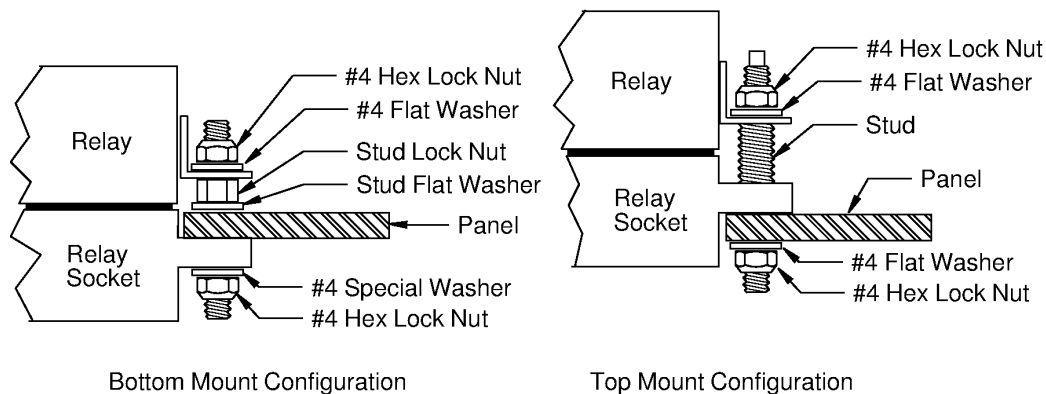 Relay
#4 Hex Lock Nut
#4 Flat Washer
Stud Lock Nut
Stud Flat Washer
Panel
Relay
Socket
#4 Special Washer
#4 Hex Lock Nut
Bottom Mount Configuration
Relay
#4 Hex Lock Nut
#4 Flat Washer
Stud
Panel
Relay
Socket
#4 Flat Washer
#4 Hex Lock Nut
Top Mount Configuration